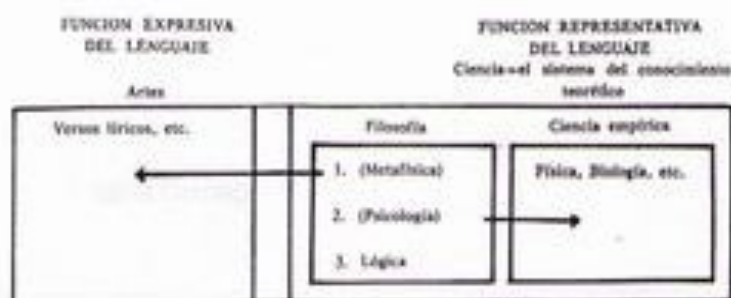 FUNCION EXPRESIVA
DEL LENGUAJE
Artes
Versos líricos, etc.
FUNCION REPRESENTATIVA
DEL LENGUAJE
Ciencia=el sistema del conocimiento
teorético
Filosofía
1. (Metafísica)
2. (Psicología)
3. Lógica
Ciencia empírica
Física, Biología, etc.